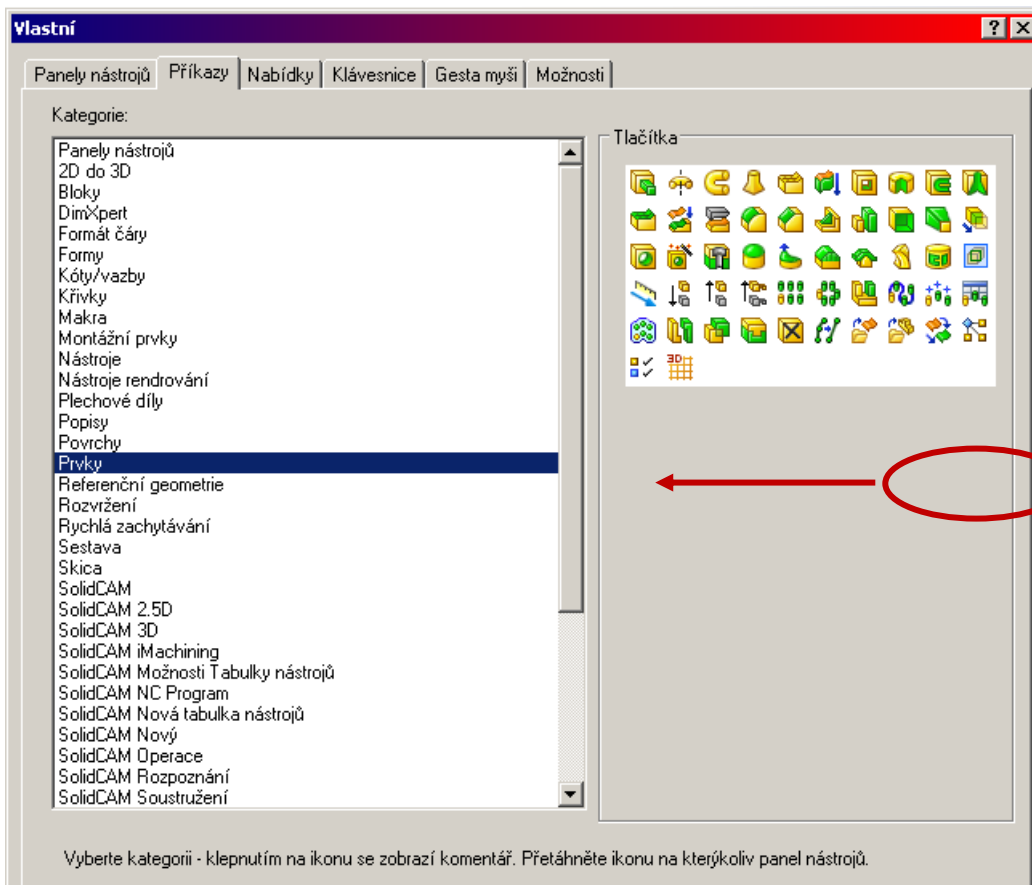 Vlastní
Panely nástrojů Příkazy Nabídky Klávesnice Gesta myši Možnosti
Kategorie:
Tlačítka
Panely nástrojů
2D do 3D
Bloky
DimXpert
Formát čáry
Formy
Kóty/vazby
Křivky
Makra
Montážní prvky
Nástroje
Nástroje rendrování
Plechové díly
Popisy
Povrchy
Prvky
Referenční geometrie
Rozvržení
Rychlá zachytávání
Sestava
Skica
SolidCAM
SolidCAM 2.5D
SolidCAM 3D
SolidCAM iMachining
SolidCAM Možnosti Tabulky nástrojů
SolidCAM NC Program
SolidCAM Nová tabulka nástrojů
SolidCAM Nový
SolidCAM Operace
SolidCAM Rozpoznání
SolidCAM Soustružení
3D
Vyberte kategorii - klepnutím na ikonu se zobrazí komentář. Přetáhněte ikonu na kterýkoliv panel nástrojů.